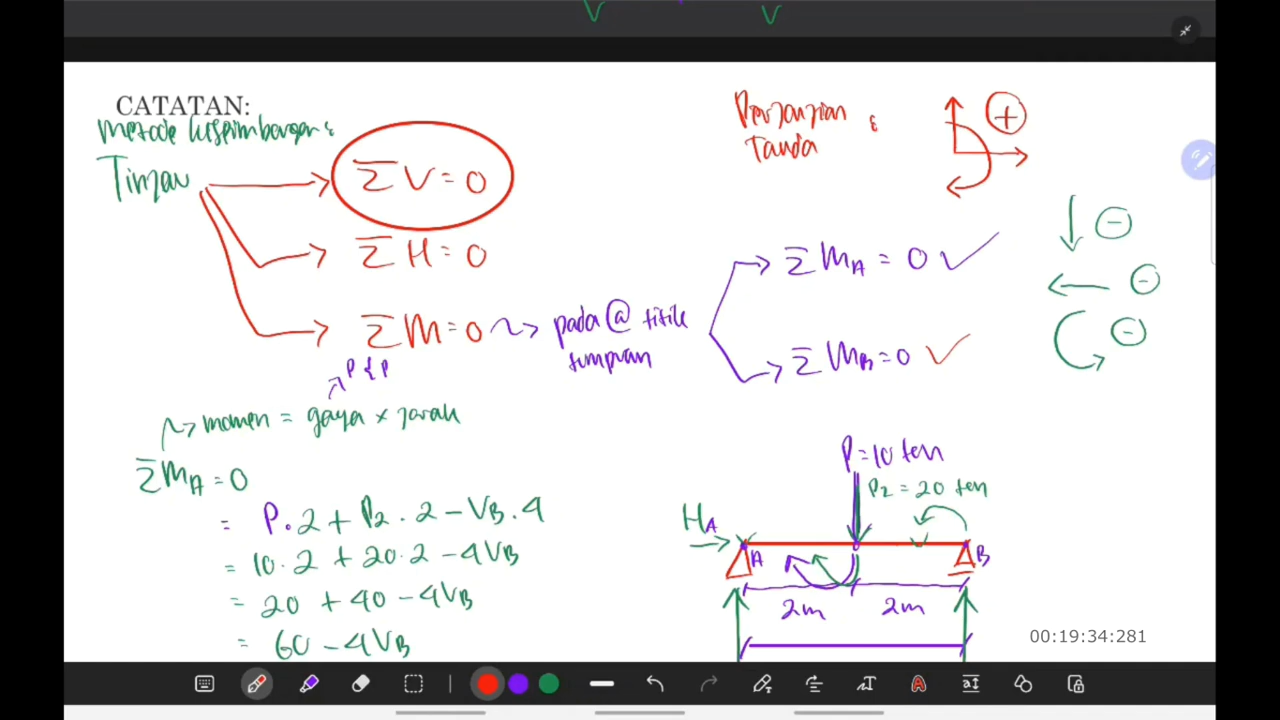 V V
CATATAN:
Metode keseimbangan :
Tinjau
ΣV = 0
ΣH = 0
ΣM = 0
pada @ titik
tumpuan
ΣMA = 0 ✓
ΣMB = 0 ✓
Perjanjian :
Tanda
+
-
-
-
momen = gaya × jarak
ΣMA = 0
= P. 2 + P2 . 2 - VB . 4
= 10. 2 + 20. 2 - 4VB
= 20 + 40 - 4VB
= 60 - 4VB
P = 10 ton
P2 = 20 ton
HA
A
B
2m 2m
00:19:34:281